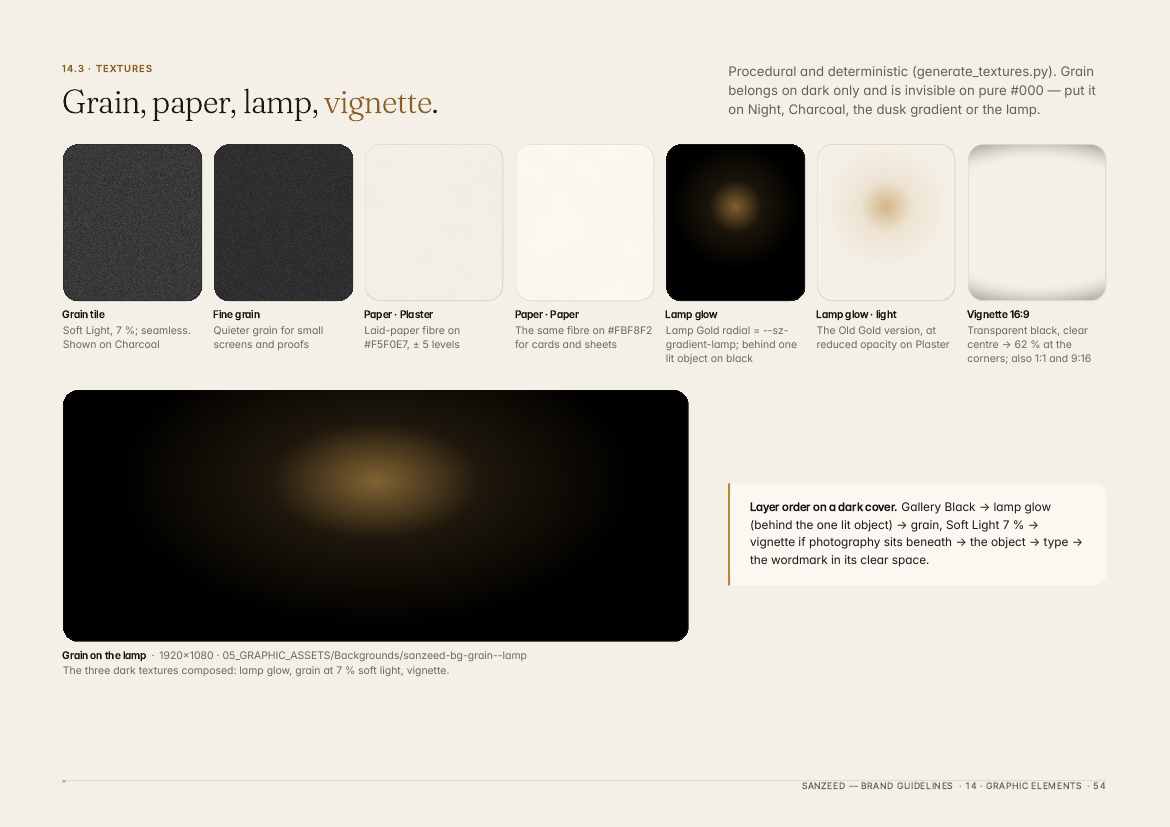 14.3 · TEXTURES
Grain, paper, lamp, vignette.
Procedural and deterministic (generate_textures.py). Grain
belongs on dark only and is invisible on pure #000 — put it
on Night, Charcoal, the dusk gradient or the lamp.
Grain tile
Soft Light, 7 %; seamless.
Shown on Charcoal
Fine grain
Quieter grain for small
screens and proofs
Paper · Plaster
Laid-paper fibre on
#F5F0E7, ± 5 levels
Paper · Paper
The same fibre on #FBF8F2
for cards and sheets
Lamp glow
Lamp Gold radial = --sz-
gradient-lamp; behind one
lit object on black
Lamp glow · light
The Old Gold version, at
reduced opacity on Plaster
Vignette 16:9
Transparent black, clear
centre → 62 % at the
corners; also 1:1 and 9:16
Layer order on a dark cover. Gallery Black → lamp glow
(behind the one lit object) → grain, Soft Light 7 % →
vignette if photography sits beneath → the object → type →
the wordmark in its clear space.
Grain on the lamp · 1920×1080 · 05_GRAPHIC_ASSETS/Backgrounds/sanzeed-bg-grain--lamp
The three dark textures composed: lamp glow, grain at 7 % soft light, vignette.
SANZEED — BRAND GUIDELINES · 14 · GRAPHIC ELEMENTS · 54